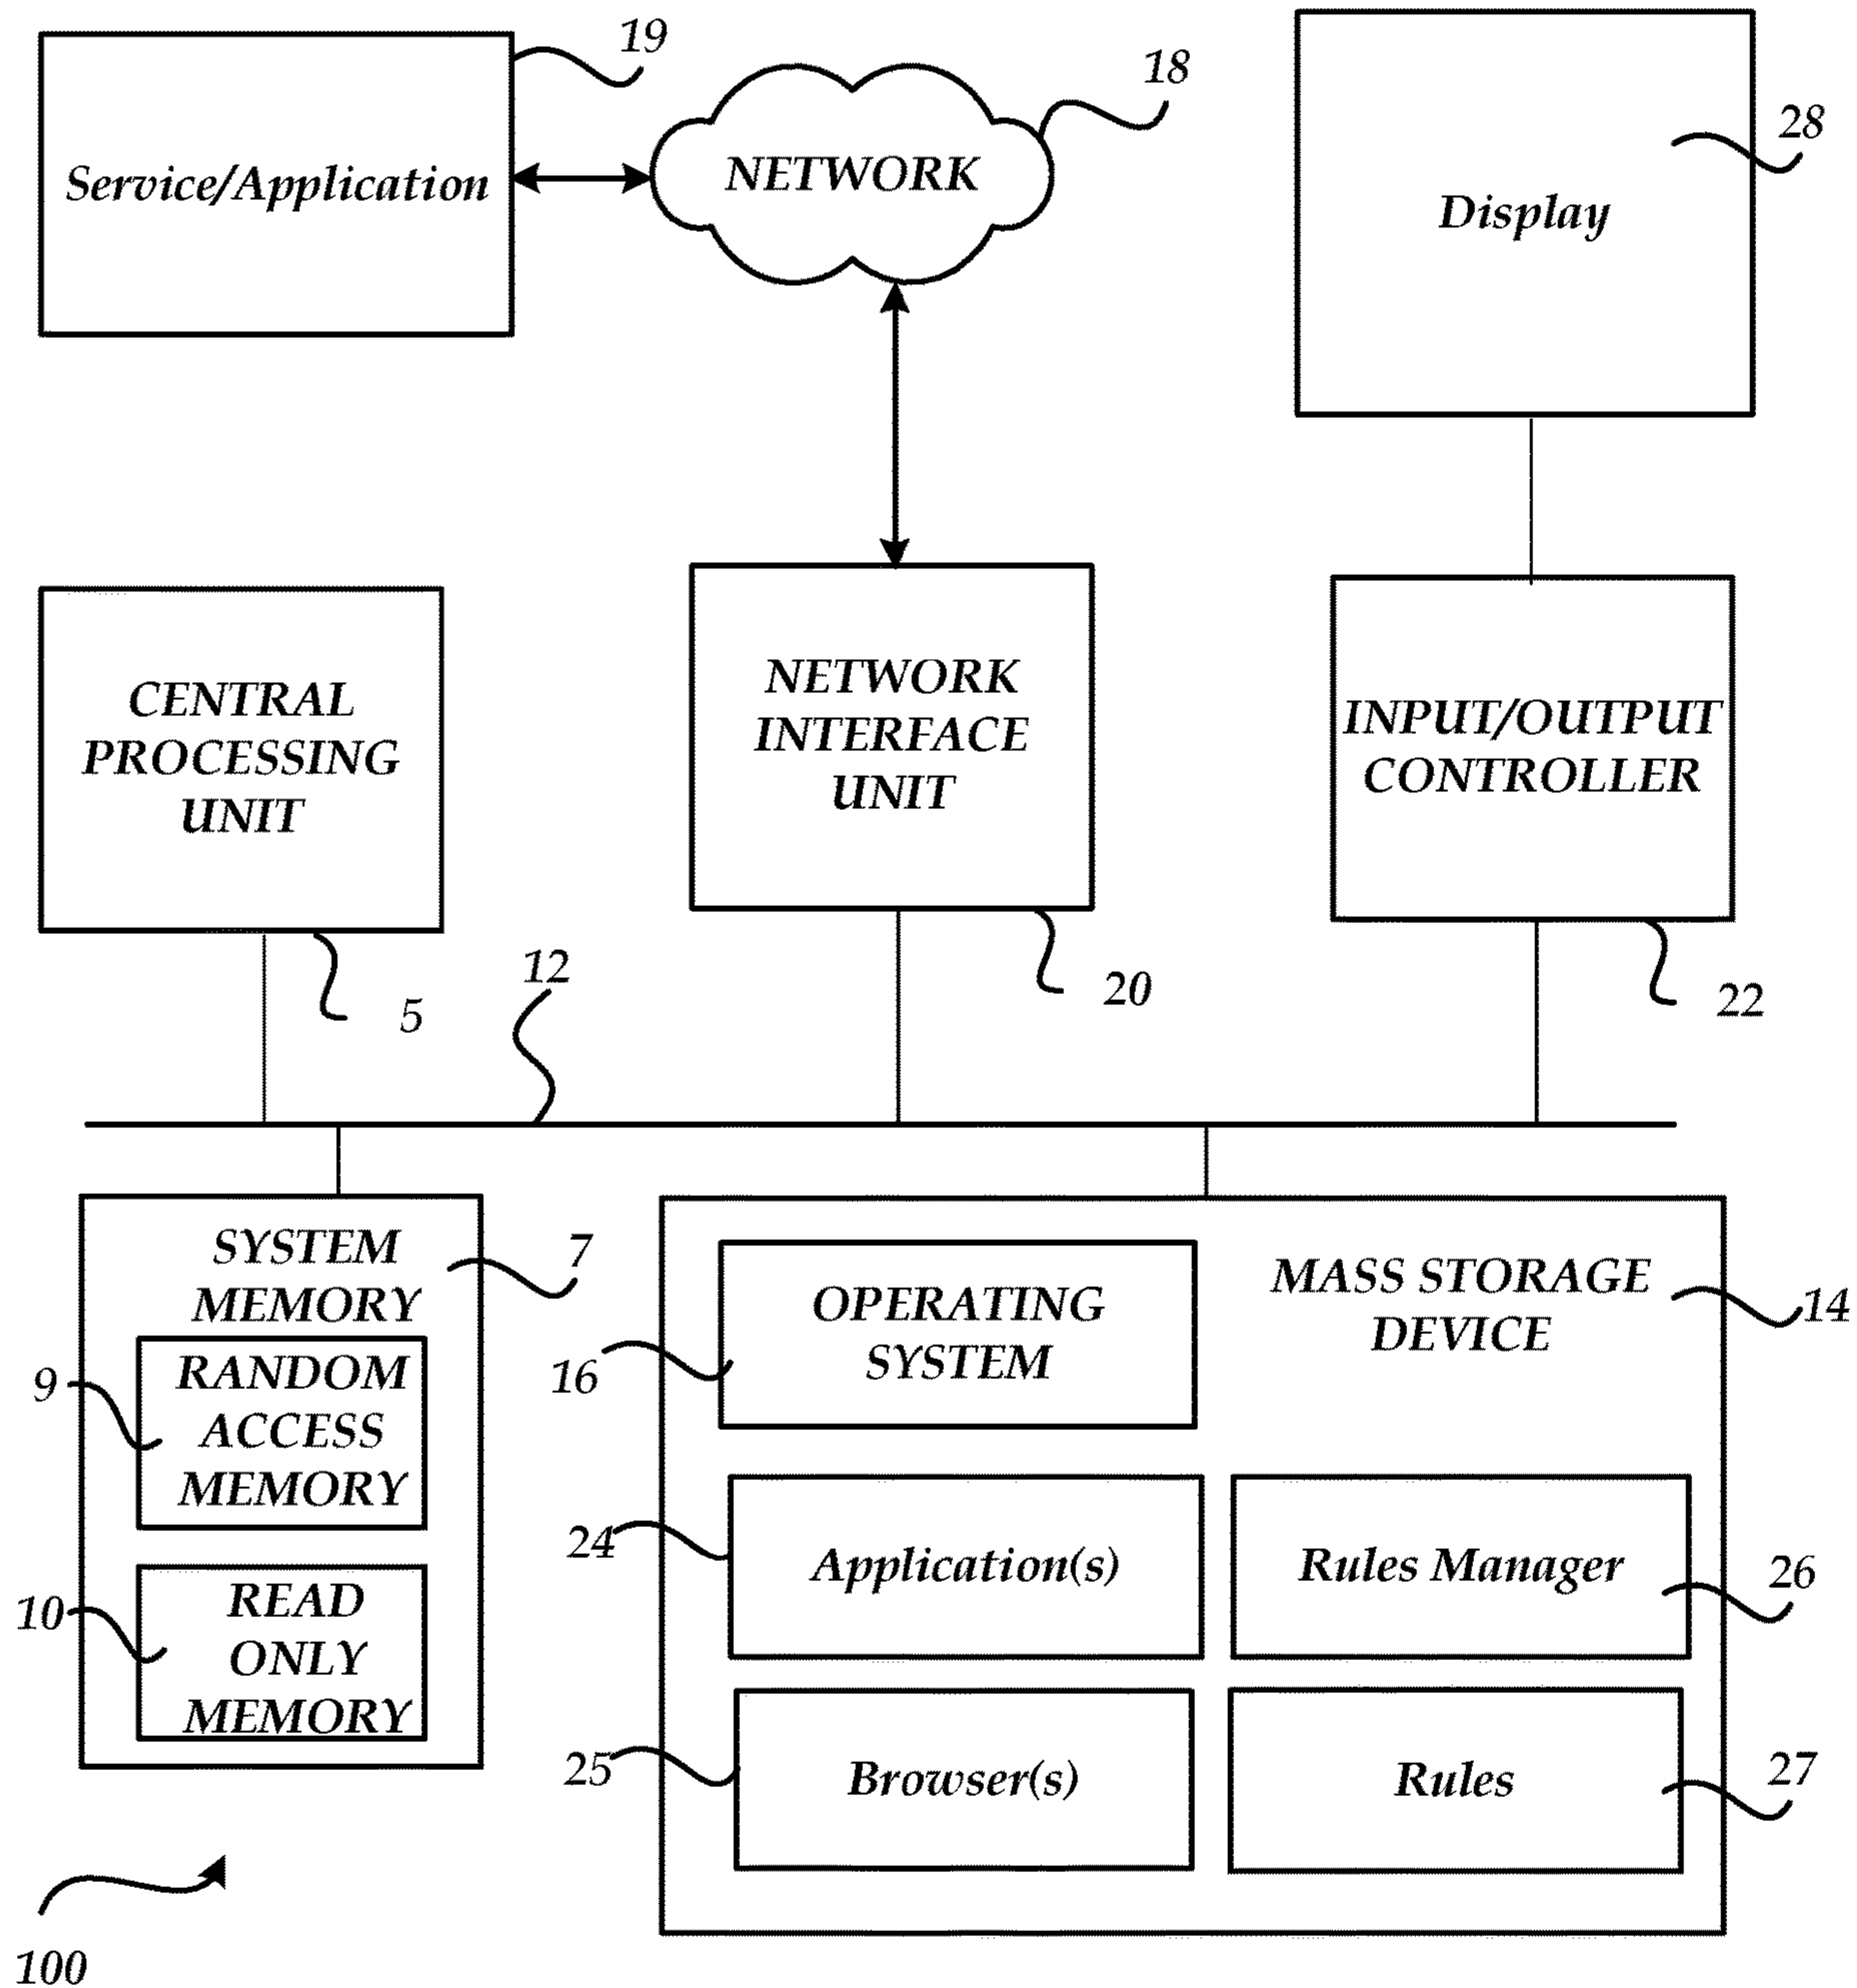 19
18
28
Service/Application
NETWORK
Display
CENTRAL
PROCESSING
UNIT
NETWORK
INTERFACE
UNIT
INPUT/OUTPUT
CONTROLLER
5
12
20
22
SYSTEM
MEMORY
7
RANDOM
ACCESS
MEMORY
9
READ
ONLY
MEMORY
10
OPERATING
SYSTEM
16
MASS STORAGE
DEVICE
14
24
Application(s)
Rules Manager
26
25
Browser(s)
Rules
27
100